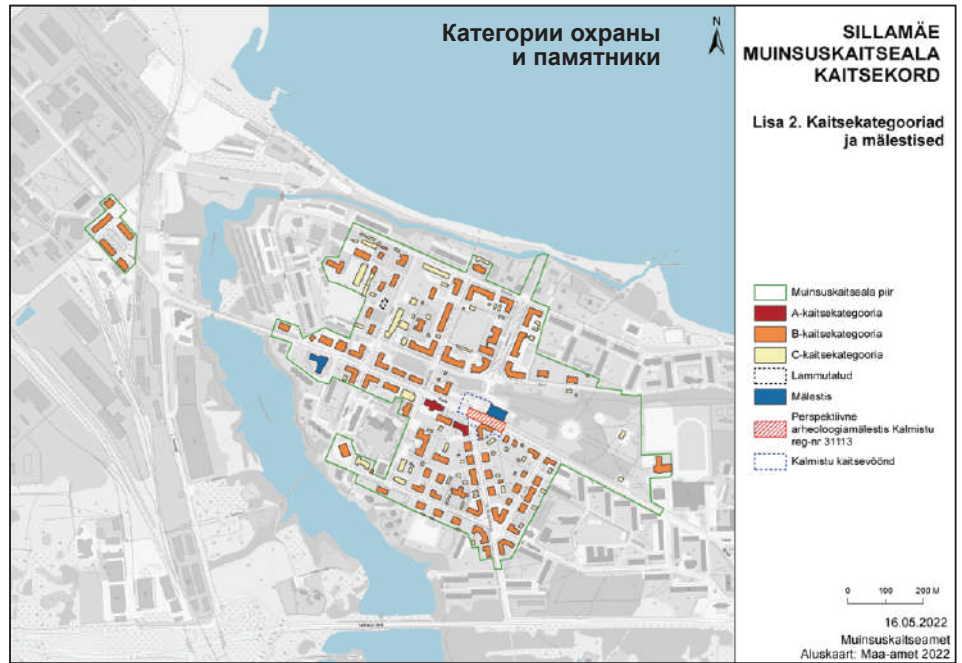 Категории охраны
и памятники
N
SILLAMÄE
MUINSUSKAITSEALA
KAITSEKORD
Lisa 2. Kaitsekategooriad
ja mälestised
Muinsuskaitseala piir
A-kaitsekategooria
B-kaitsekategooria
C-kaitsekategooria
Lammutatud
Mälestis
Perspektiivne
arheoloogiamälestis Kalmistu
reg-nr 31113
Kalmistu kaitsevöönd
0 100 200 M
16.05.2022
Muinsuskaitseamet
Aluskaart: Maa-amet 2022